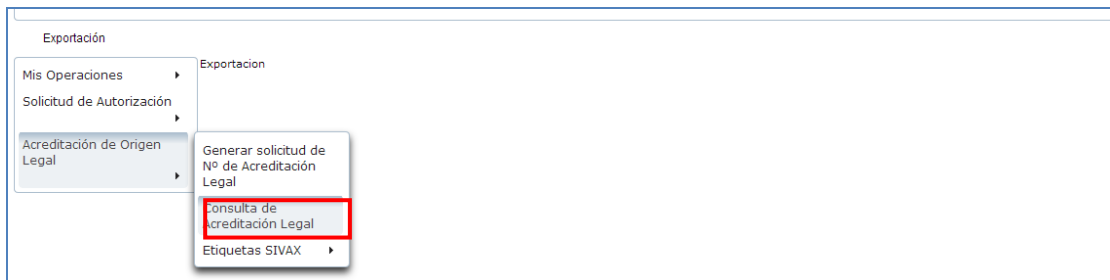 Exportación
Mis Operaciones
Exportacion
Solicitud de Autorización
Acreditación de Origen
Legal
Generar solicitud de
Nº de Acreditación
Legal
Consulta de
Acreditación Legal
Etiquetas SIVAX